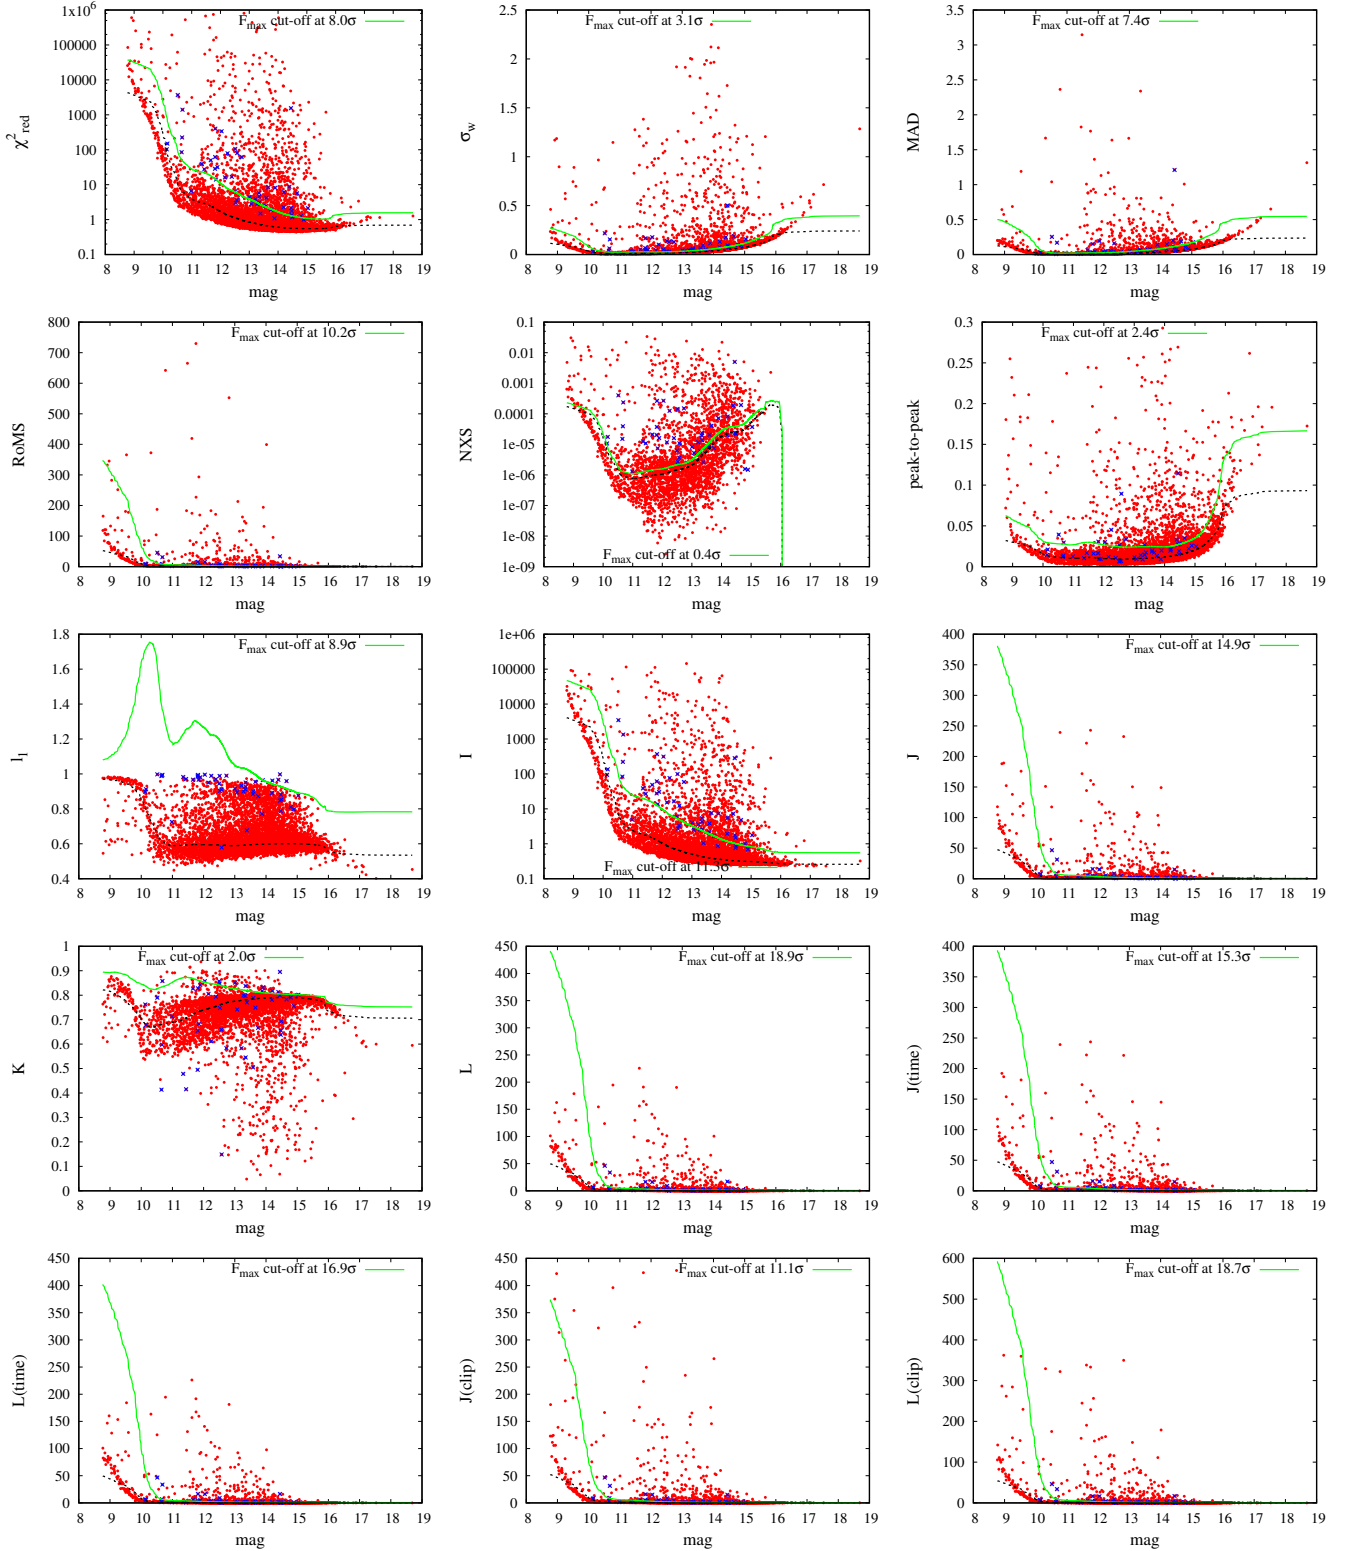 1x10⁶
100000
10000
1000
100
10
1
0.1
χ²red
Fmax cut-off at 8.0σ
8 9 10 11 12 13 14 15 16 17 18 19
mag
2.5
2
1.5
1
0.5
0
σw
Fmax cut-off at 3.1σ
8 9 10 11 12 13 14 15 16 17 18 19
mag
3.5
3
2.5
2
1.5
1
0.5
0
MAD
Fmax cut-off at 7.4σ
8 9 10 11 12 13 14 15 16 17 18 19
mag
800
700
600
500
400
300
200
100
0
RoMS
Fmax cut-off at 10.2σ
8 9 10 11 12 13 14 15 16 17 18 19
mag
0.1
0.01
0.001
0.0001
1e-05
1e-06
1e-07
1e-08
1e-09
NXS
Fmax cut-off at 0.4σ
8 9 10 11 12 13 14 15 16 17 18 19
mag
0.3
0.25
0.2
0.15
0.1
0.05
0
peak-to-peak
Fmax cut-off at 2.4σ
8 9 10 11 12 13 14 15 16 17 18 19
mag
1.8
1.6
1.4
1.2
1
0.8
0.6
0.4
l1
Fmax cut-off at 8.9σ
8 9 10 11 12 13 14 15 16 17 18 19
mag
1e+06
100000
10000
1000
100
10
1
0.1
I
Fmax cut-off at 11.3σ
8 9 10 11 12 13 14 15 16 17 18 19
mag
400
350
300
250
200
150
100
50
0
J
Fmax cut-off at 14.9σ
8 9 10 11 12 13 14 15 16 17 18 19
mag
1
0.9
0.8
0.7
0.6
0.5
0.4
0.3
0.2
0.1
0
K
Fmax cut-off at 2.0σ
8 9 10 11 12 13 14 15 16 17 18 19
mag
450
400
350
300
250
200
150
100
50
0
L
Fmax cut-off at 18.9σ
8 9 10 11 12 13 14 15 16 17 18 19
mag
400
350
300
250
200
150
100
50
0
J(time)
Fmax cut-off at 15.3σ
8 9 10 11 12 13 14 15 16 17 18 19
mag
450
400
350
300
250
200
150
100
50
0
L(time)
Fmax cut-off at 16.9σ
8 9 10 11 12 13 14 15 16 17 18 19
mag
450
400
350
300
250
200
150
100
50
0
J(clip)
Fmax cut-off at 11.1σ
8 9 10 11 12 13 14 15 16 17 18 19
mag
600
500
400
300
200
100
0
L(clip)
Fmax cut-off at 18.7σ
8 9 10 11 12 13 14 15 16 17 18 19
mag